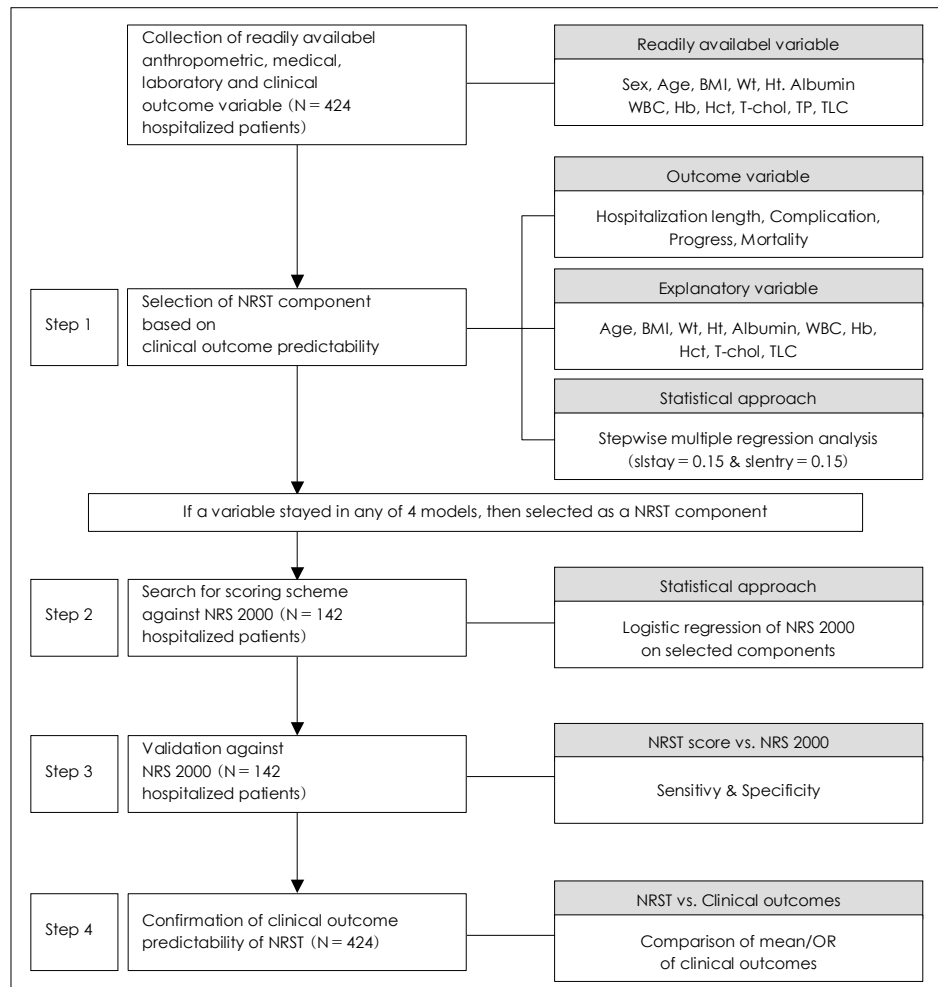 Collection of readily availabel
anthropometric, medical,
laboratory and clinical
outcome variable (N = 424
hospitalized patients)
Readily availabel variable
Sex, Age, BMI, Wt, Ht. Albumin
WBC, Hb, Hct, T-chol, TP, TLC
Outcome variable
Hospitalization length, Complication,
Progress, Mortality
Step 1
Selection of NRST component
based on
clinical outcome predictability
Explanatory variable
Age, BMI, Wt, Ht, Albumin, WBC, Hb,
Hct, T-chol, TLC
Statistical approach
Stepwise multiple regression analysis
(slstay = 0.15 & slentry = 0.15)
If a variable stayed in any of 4 models, then selected as a NRST component
Step 2
Search for scoring scheme
against NRS 2000 (N = 142
hospitalized patients)
Statistical approach
Logistic regression of NRS 2000
on selected components
Step 3
Validation against
NRS 2000 (N = 142
hospitalized patients)
NRST score vs. NRS 2000
Sensitivy & Specificity
Step 4
Confirmation of clinical outcome
predictability of NRST (N = 424)
NRST vs. Clinical outcomes
Comparison of mean/OR
of clinical outcomes